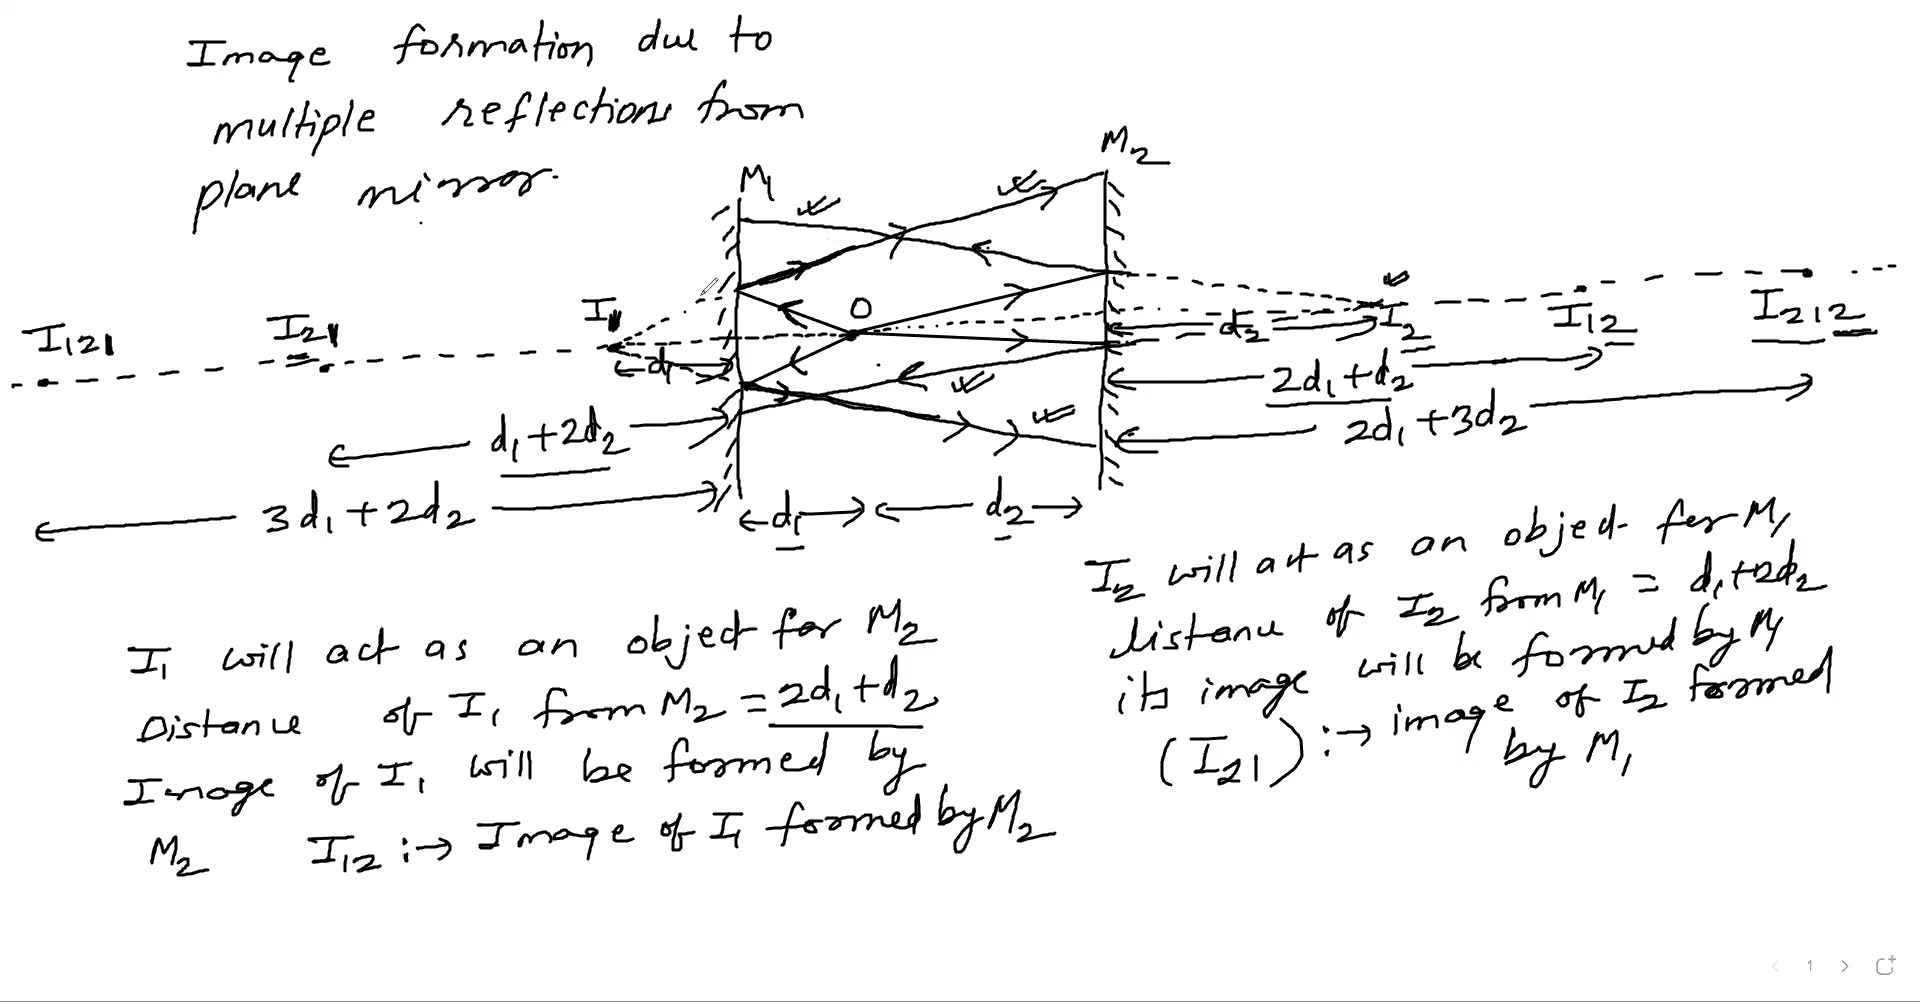 Image formation due to
multiple reflections from
plane mirror.
M₁
M₂
O
I₁
I₂₁
I₁₂₁
I₂
I₁₂
I₂₁₂
d₁
d₂
d₁+2d₂
3d₁+2d₂
2d₁+d₂
2d₁+3d₂
d₁
d₂
I₁ will act as an object for M₂
Distance of I₁ from M₂ = 2d₁+d₂
Image of I₁ will be formed by
M₂ I₁₂ :→ Image of I₁ formed by M₂
I₂ will act as an object for M₁
distance of I₂ from M₁ = d₁+2d₂
its image will be formed by M₁
(I₂₁) :→ image of I₂ formed
by M₁
1